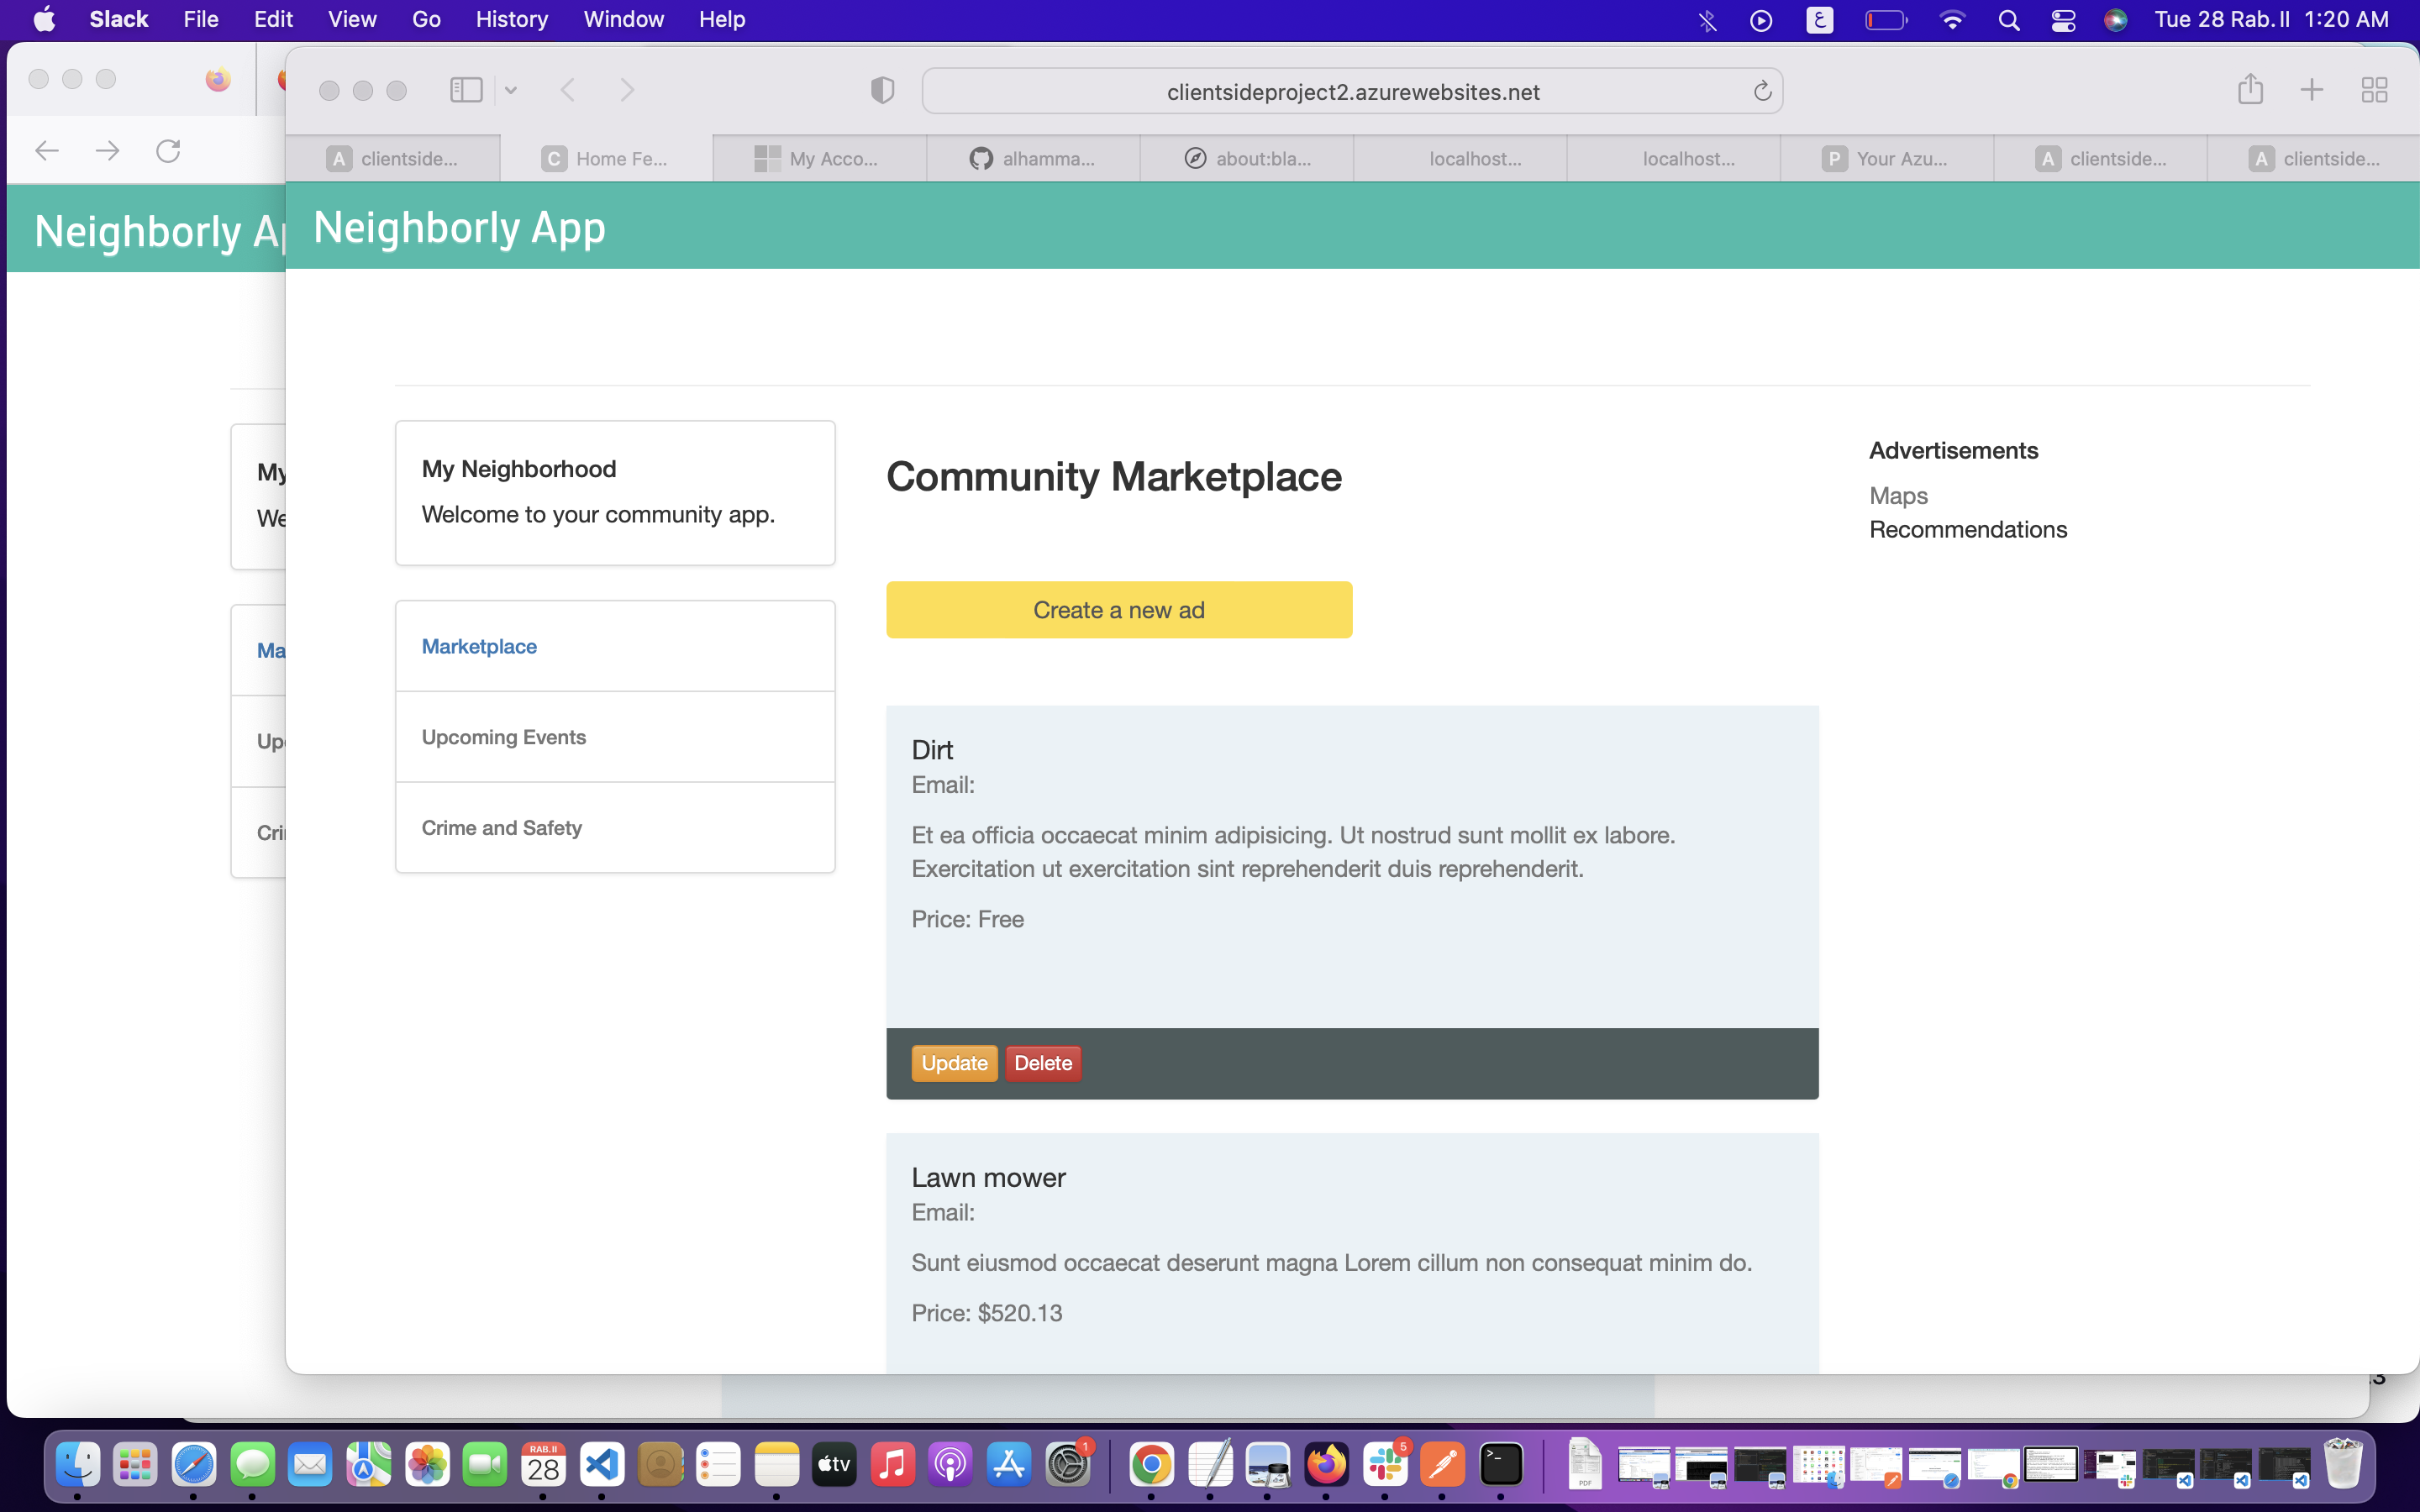 Slack File Edit View Go History Window Help ع Tue 28 Rab. II 1:20 AM
clientsideproject2.azurewebsites.net
A clientside... C Home Fe... My Acco... alhamma... about:bla... localhost... localhost... P Your Azu... A clientside... A clientside...
Neighborly Ap
Neighborly App
My
We
Ma
Up
Cri
My Neighborhood
Welcome to your community app.
Marketplace
Upcoming Events
Crime and Safety
Community Marketplace
Create a new ad
Dirt
Email:
Et ea officia occaecat minim adipisicing. Ut nostrud sunt mollit ex labore.
Exercitation ut exercitation sint reprehenderit duis reprehenderit.
Price: Free
Update Delete
Lawn mower
Email:
Sunt eiusmod occaecat deserunt magna Lorem cillum non consequat minim do.
Price: $520.13
Advertisements
Maps
Recommendations
RAB. II
28
tv
1
5
PDF